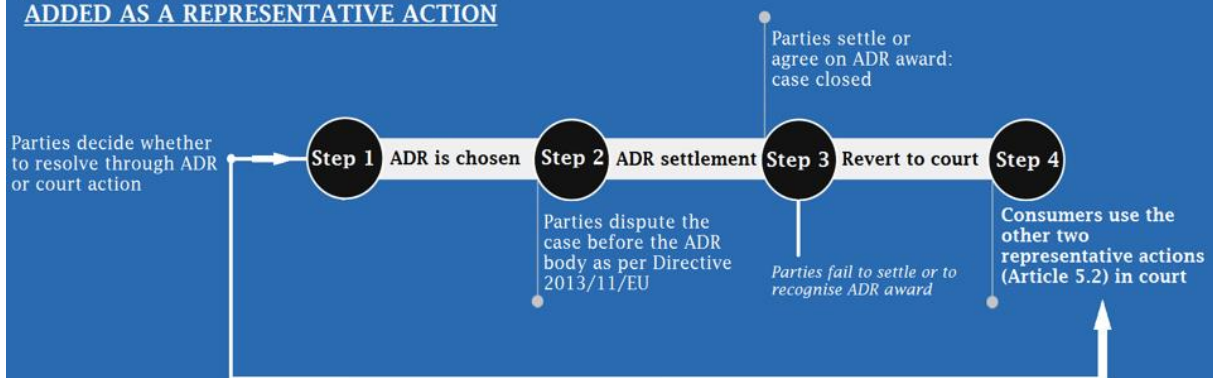 ADDED AS A REPRESENTATIVE ACTION
Parties settle or
agree on ADR award:
case closed
Parties decide whether
to resolve through ADR
or court action
Step 1
ADR is chosen
Step 2
ADR settlement
Step 3
Revert to court
Step 4
Parties dispute the
case before the ADR
body as per Directive
2013/11/EU
Parties fail to settle or to
recognise ADR award
Consumers use the
other two
representative actions
(Article 5.2) in court